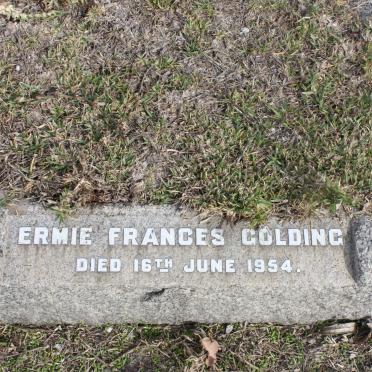 ERMIE FRANCES GOLDING
DIED 16TH JUNE 1954.